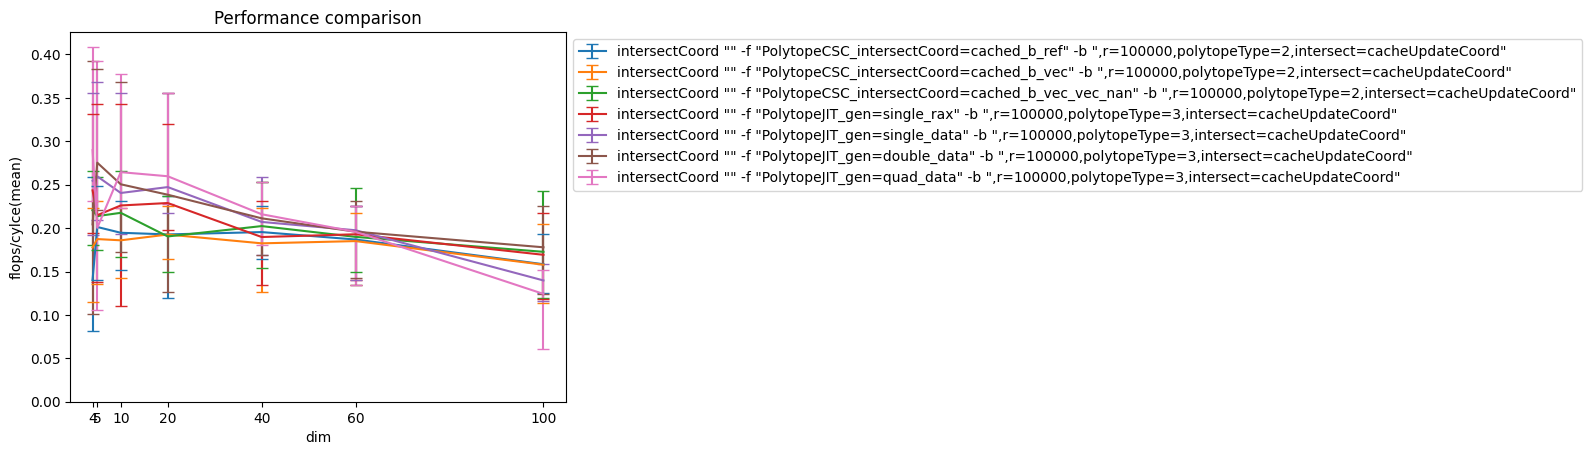 Performance comparison
flops/cylce(mean)
0.40
0.35
0.30
0.25
0.20
0.15
0.10
0.05
0.00
4 5 10 20 40 60 100
dim
intersectCoord "" -f "PolytopeCSC_intersectCoord=cached_b_ref" -b ",r=100000,polytopeType=2,intersect=cacheUpdateCoord"
intersectCoord "" -f "PolytopeCSC_intersectCoord=cached_b_vec" -b ",r=100000,polytopeType=2,intersect=cacheUpdateCoord"
intersectCoord "" -f "PolytopeCSC_intersectCoord=cached_b_vec_vec_nan" -b ",r=100000,polytopeType=2,intersect=cacheUpdateCoord"
intersectCoord "" -f "PolytopeJIT_gen=single_rax" -b ",r=100000,polytopeType=3,intersect=cacheUpdateCoord"
intersectCoord "" -f "PolytopeJIT_gen=single_data" -b ",r=100000,polytopeType=3,intersect=cacheUpdateCoord"
intersectCoord "" -f "PolytopeJIT_gen=double_data" -b ",r=100000,polytopeType=3,intersect=cacheUpdateCoord"
intersectCoord "" -f "PolytopeJIT_gen=quad_data" -b ",r=100000,polytopeType=3,intersect=cacheUpdateCoord"